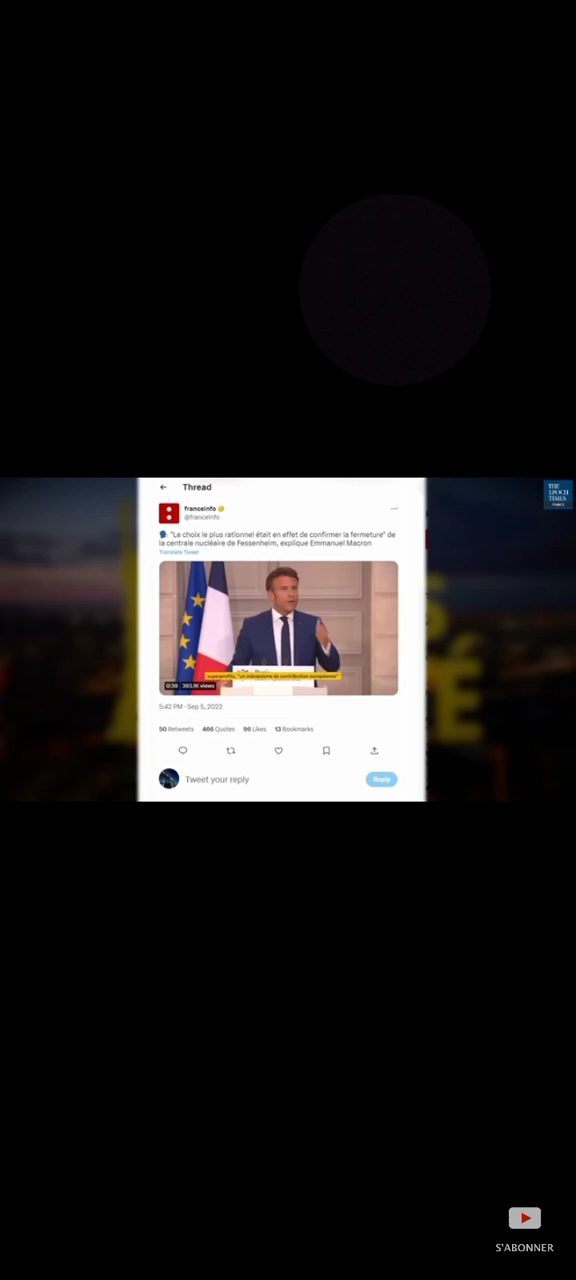 Thread
THE
EPOCH
TIMES
FRANCE
franceinfo
@franceinfo
"Le choix le plus rationnel était en effet de confirmer la fermeture" de
la centrale nucléaire de Fessenheim, explique Emmanuel Macron
Translate Tweet
superprofits, "un mécanisme de contribution européenne"
0:36 393.1K views
5:42 PM · Sep 5, 2022
50 Retweets 466 Quotes 96 Likes 13 Bookmarks
Tweet your reply
Reply
S'ABONNER